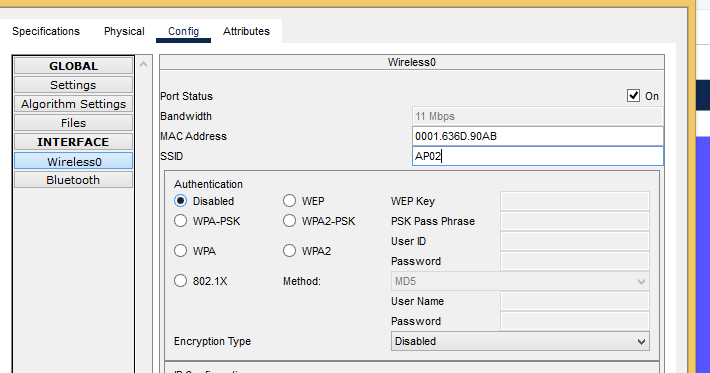 Specifications Physical Config Attributes
GLOBAL
Settings
Algorithm Settings
Files
INTERFACE
Wireless0
Bluetooth
Wireless0
Port Status On
Bandwidth 11 Mbps
MAC Address 0001.636D.90AB
SSID AP02
Authentication
Disabled WEP WEP Key
WPA-PSK WPA2-PSK PSK Pass Phrase
User ID
WPA WPA2
Password
802.1X Method: MD5
User Name
Password
Encryption Type Disabled